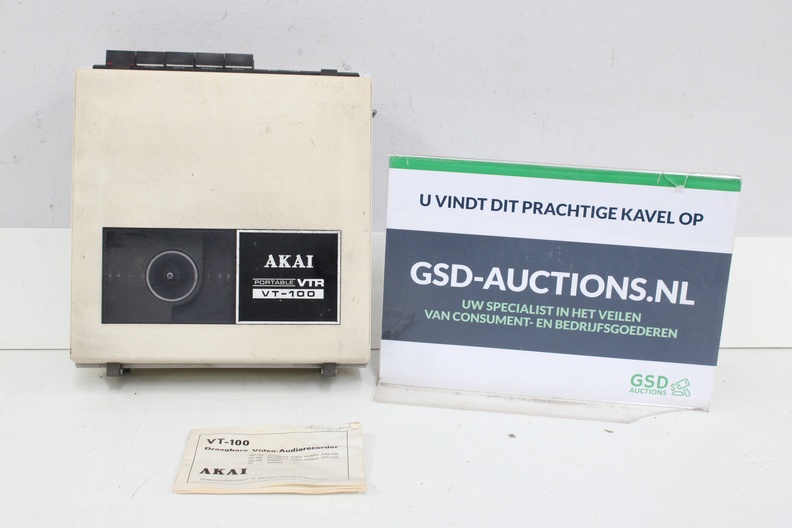 AKAI
PORTABLE VTR
VT-100
U VINDT DIT PRACHTIGE KAVEL OP
GSD-AUCTIONS.NL
UW SPECIALIST IN HET VEILEN
VAN CONSUMENT- EN BEDRIJFSGOEDEREN
GSD
AUCTIONS
VT-100
Draagbare Video-Audiorecorder
AKAI